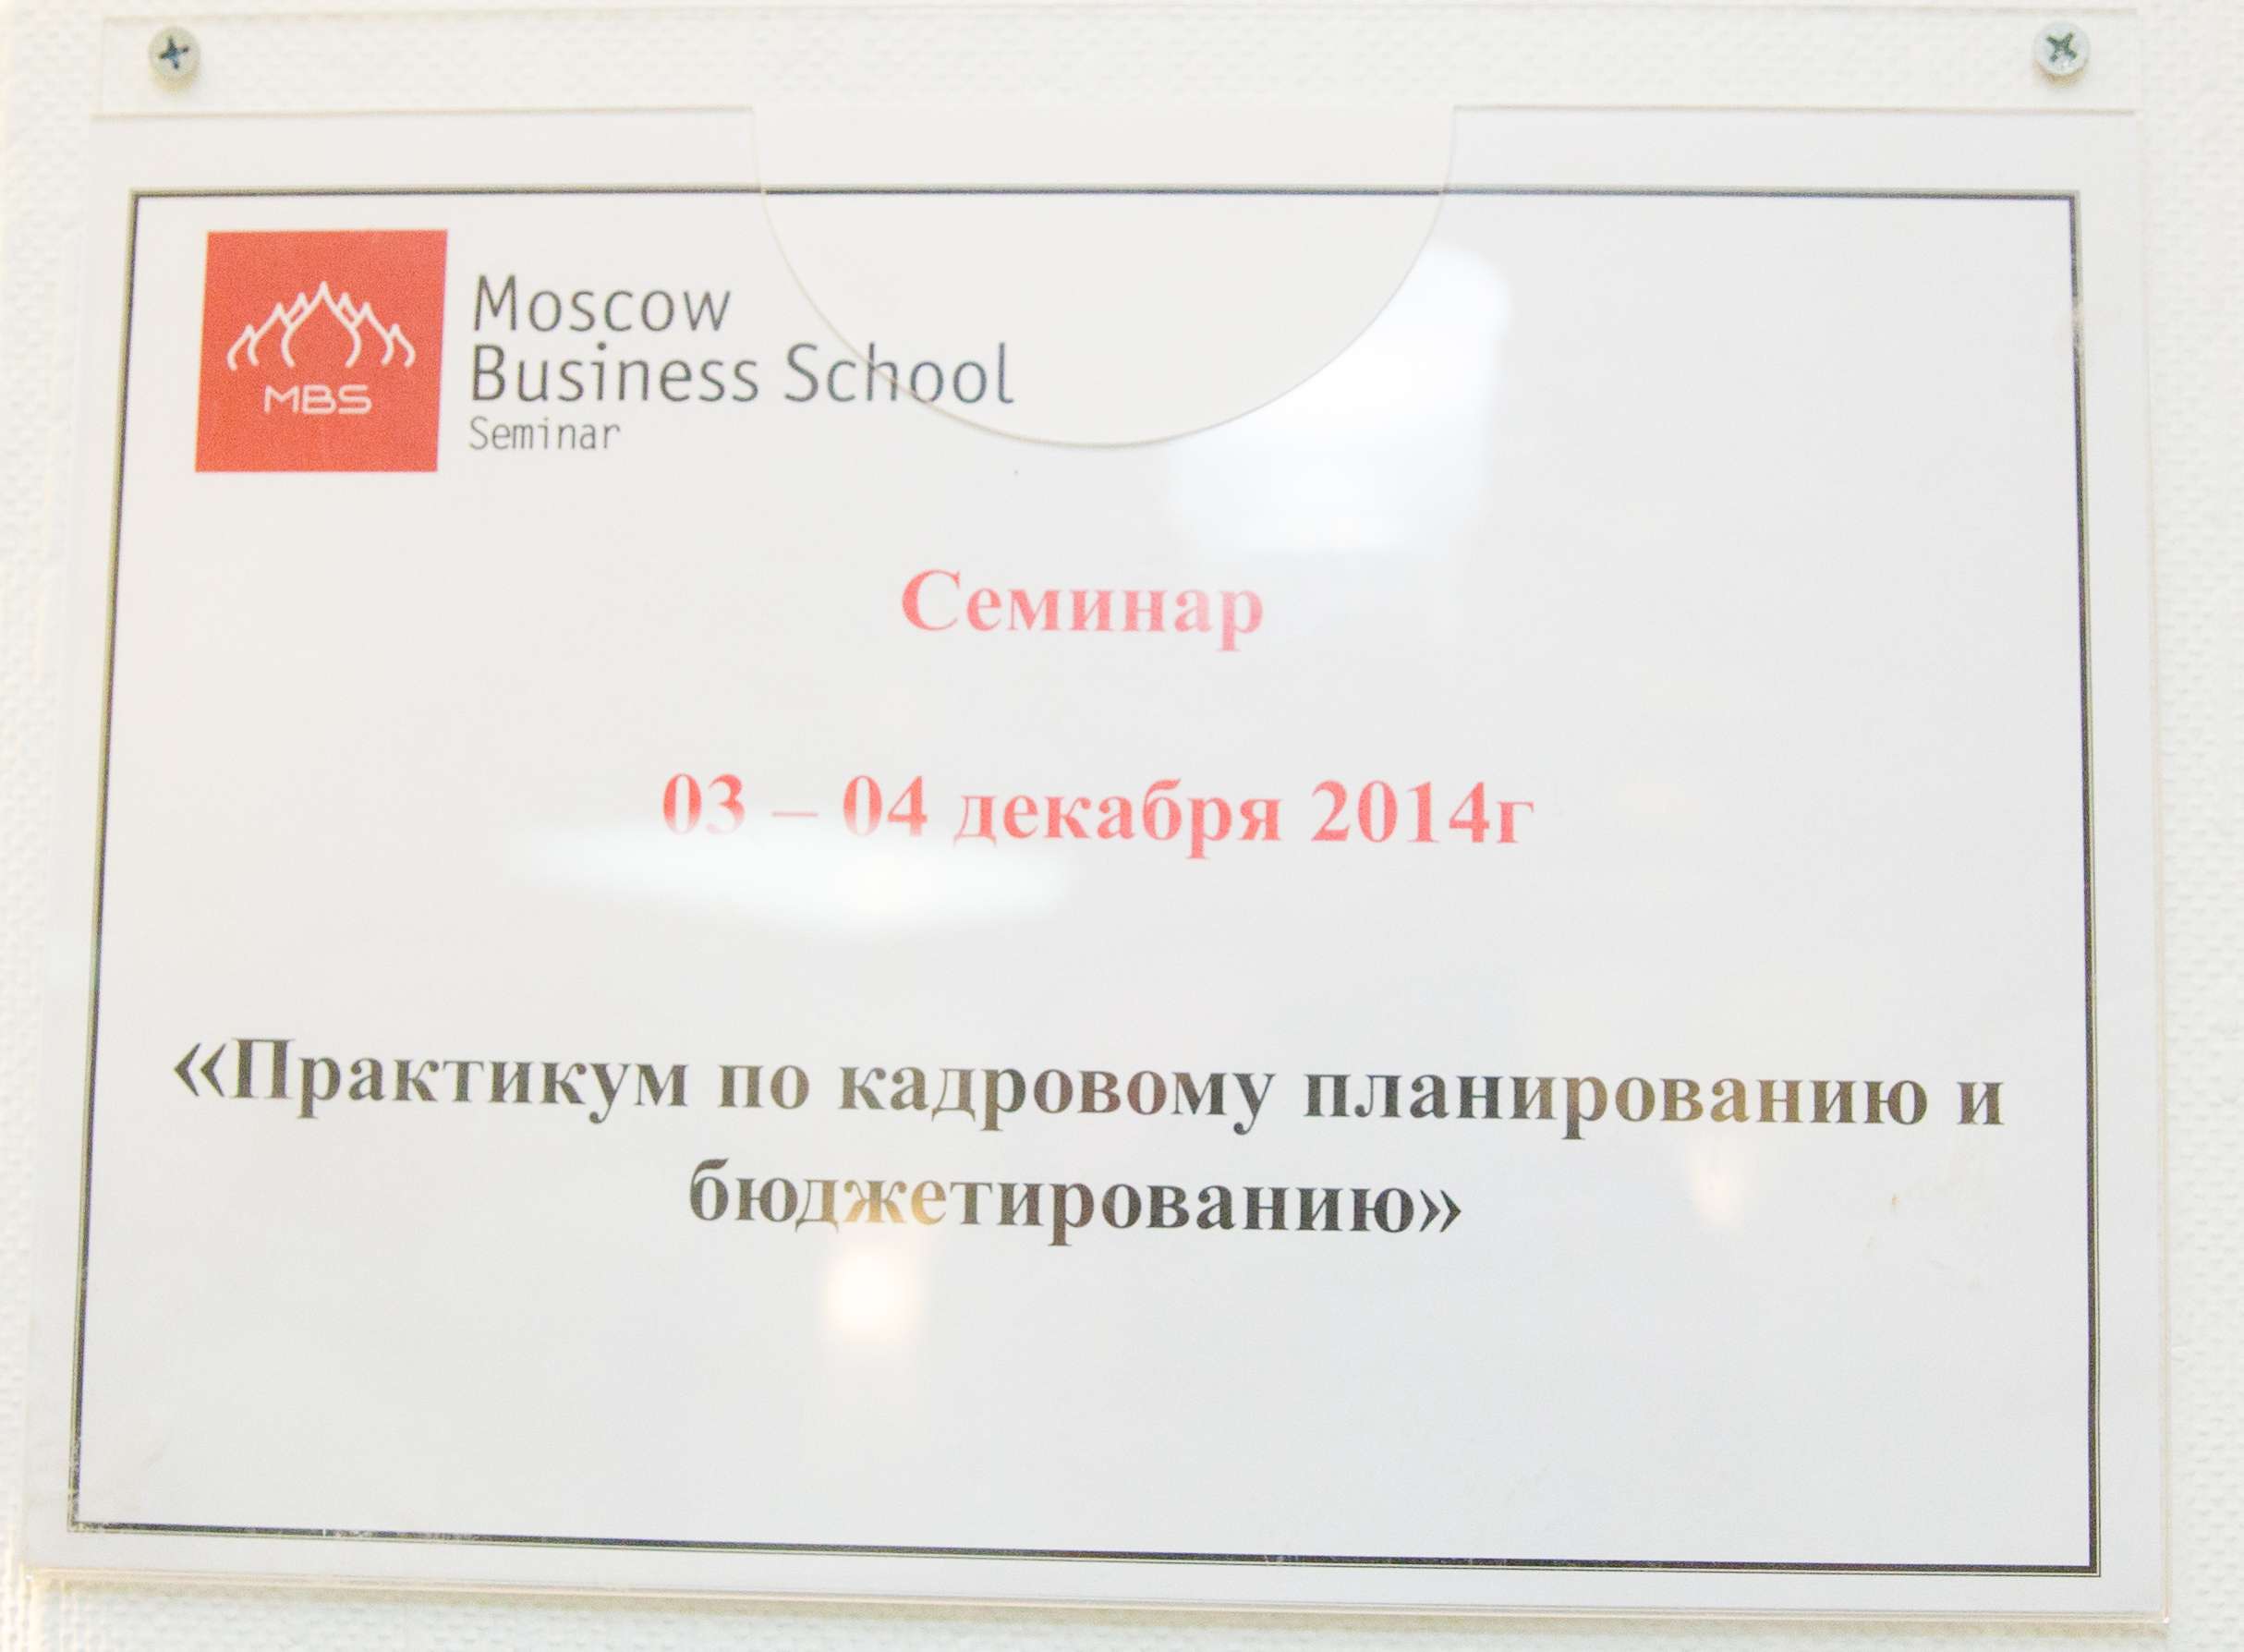 MBS
Moscow
Business School
Seminar
Семинар
03 – 04 декабря 2014г
«Практикум по кадровому планированию и
бюджетированию»